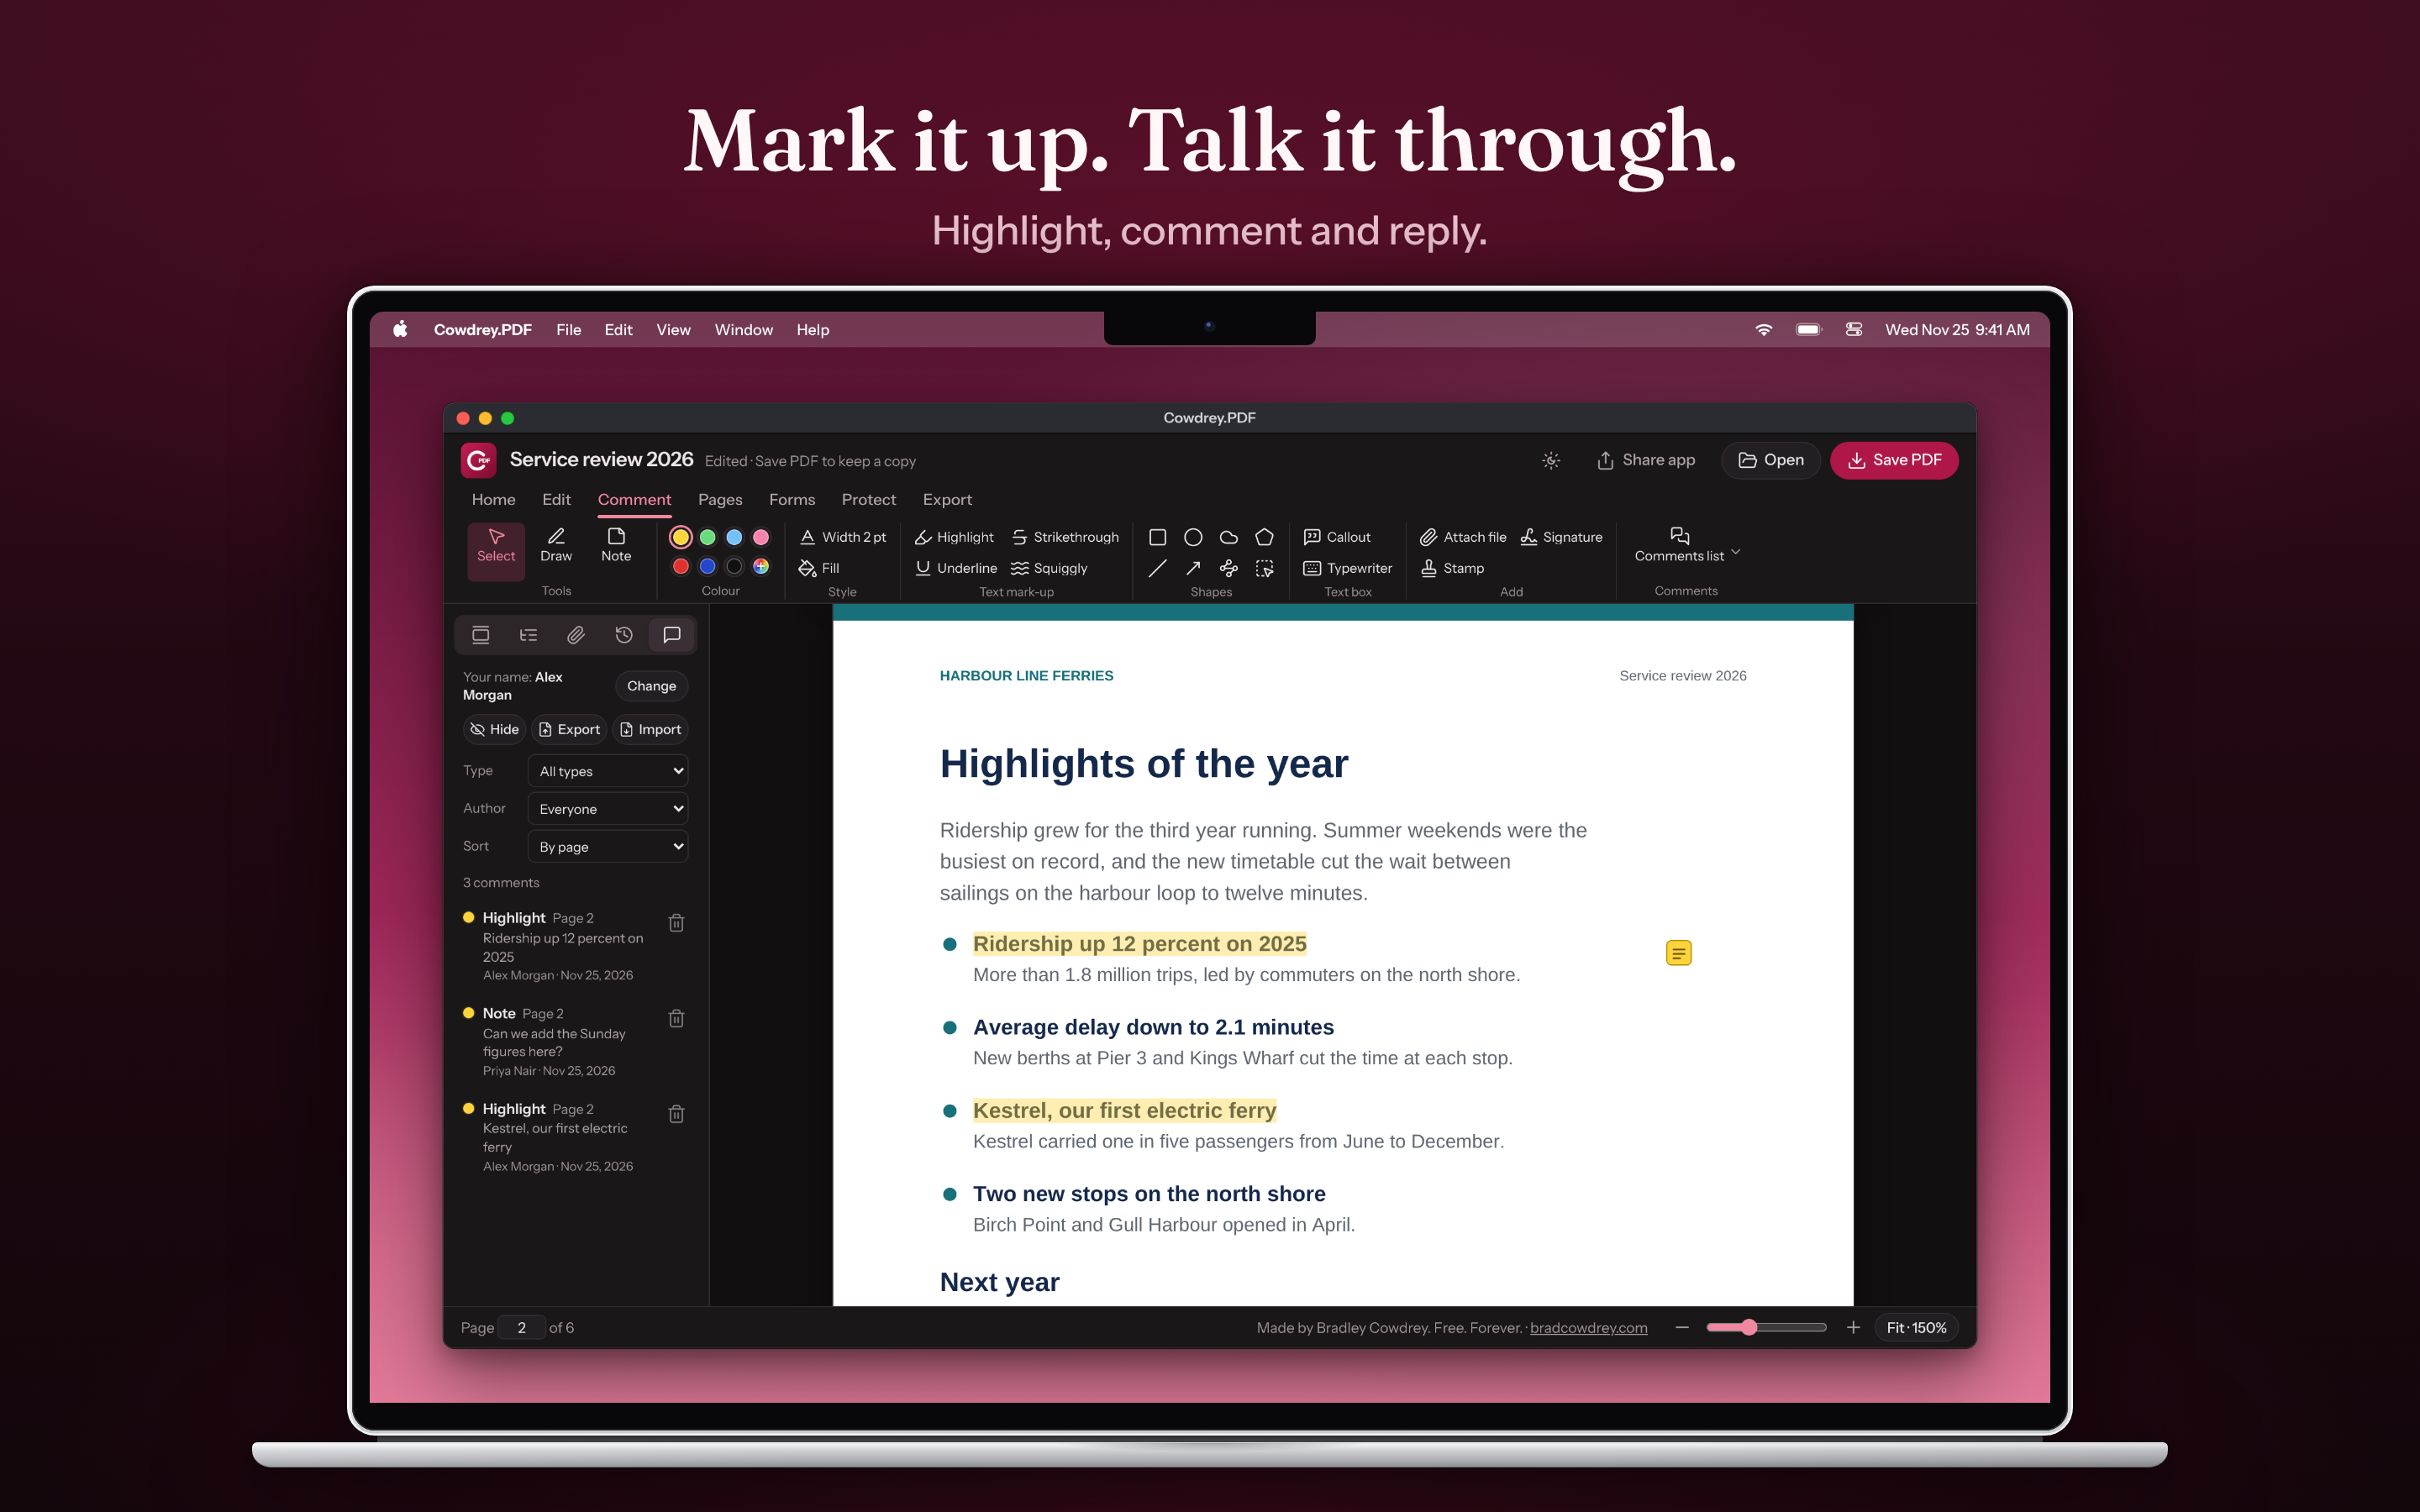 Mark it up. Talk it through.
Highlight, comment and reply.
Cowdrey.PDF File Edit View Window Help
Wed Nov 25 9:41 AM
Cowdrey.PDF
PDF
Service review 2026 Edited · Save PDF to keep a copy
Share app Open Save PDF
Home Edit Comment Pages Forms Protect Export
Select Draw Note
Tools
Colour
Width 2 pt
Fill
Style
Highlight Strikethrough
Underline Squiggly
Text mark-up
Shapes
Callout
Typewriter
Text box
Attach file Signature
Stamp
Add
Comments list
Comments
Your name: Alex
Morgan
Change
Hide Export Import
Type All types
Author Everyone
Sort By page
3 comments
Highlight Page 2
Ridership up 12 percent on
2025
Alex Morgan · Nov 25, 2026
Note Page 2
Can we add the Sunday
figures here?
Priya Nair · Nov 25, 2026
Highlight Page 2
Kestrel, our first electric
ferry
Alex Morgan · Nov 25, 2026
HARBOUR LINE FERRIES
Service review 2026
Highlights of the year
Ridership grew for the third year running. Summer weekends were the
busiest on record, and the new timetable cut the wait between
sailings on the harbour loop to twelve minutes.
Ridership up 12 percent on 2025
More than 1.8 million trips, led by commuters on the north shore.
Average delay down to 2.1 minutes
New berths at Pier 3 and Kings Wharf cut the time at each stop.
Kestrel, our first electric ferry
Kestrel carried one in five passengers from June to December.
Two new stops on the north shore
Birch Point and Gull Harbour opened in April.
Next year
Page 2 of 6
Made by Bradley Cowdrey. Free. Forever. · bradcowdrey.com
Fit · 150%